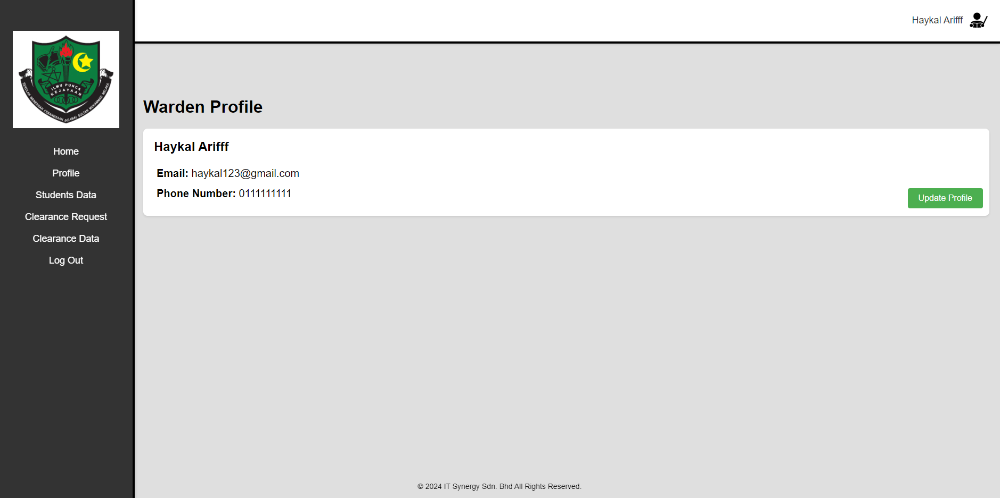 Haykal Arifff
ILMU PUNCA
KEJAYAAN
SEKOLAH MENENGAH KEBANGSAAN (AGAMA) SULTAN MUHAMMAD MELAKA
Home
Profile
Students Data
Clearance Request
Clearance Data
Log Out
Warden Profile
Haykal Arifff
Email: haykal123@gmail.com
Phone Number: 0111111111
Update Profile
© 2024 IT Synergy Sdn. Bhd All Rights Reserved.